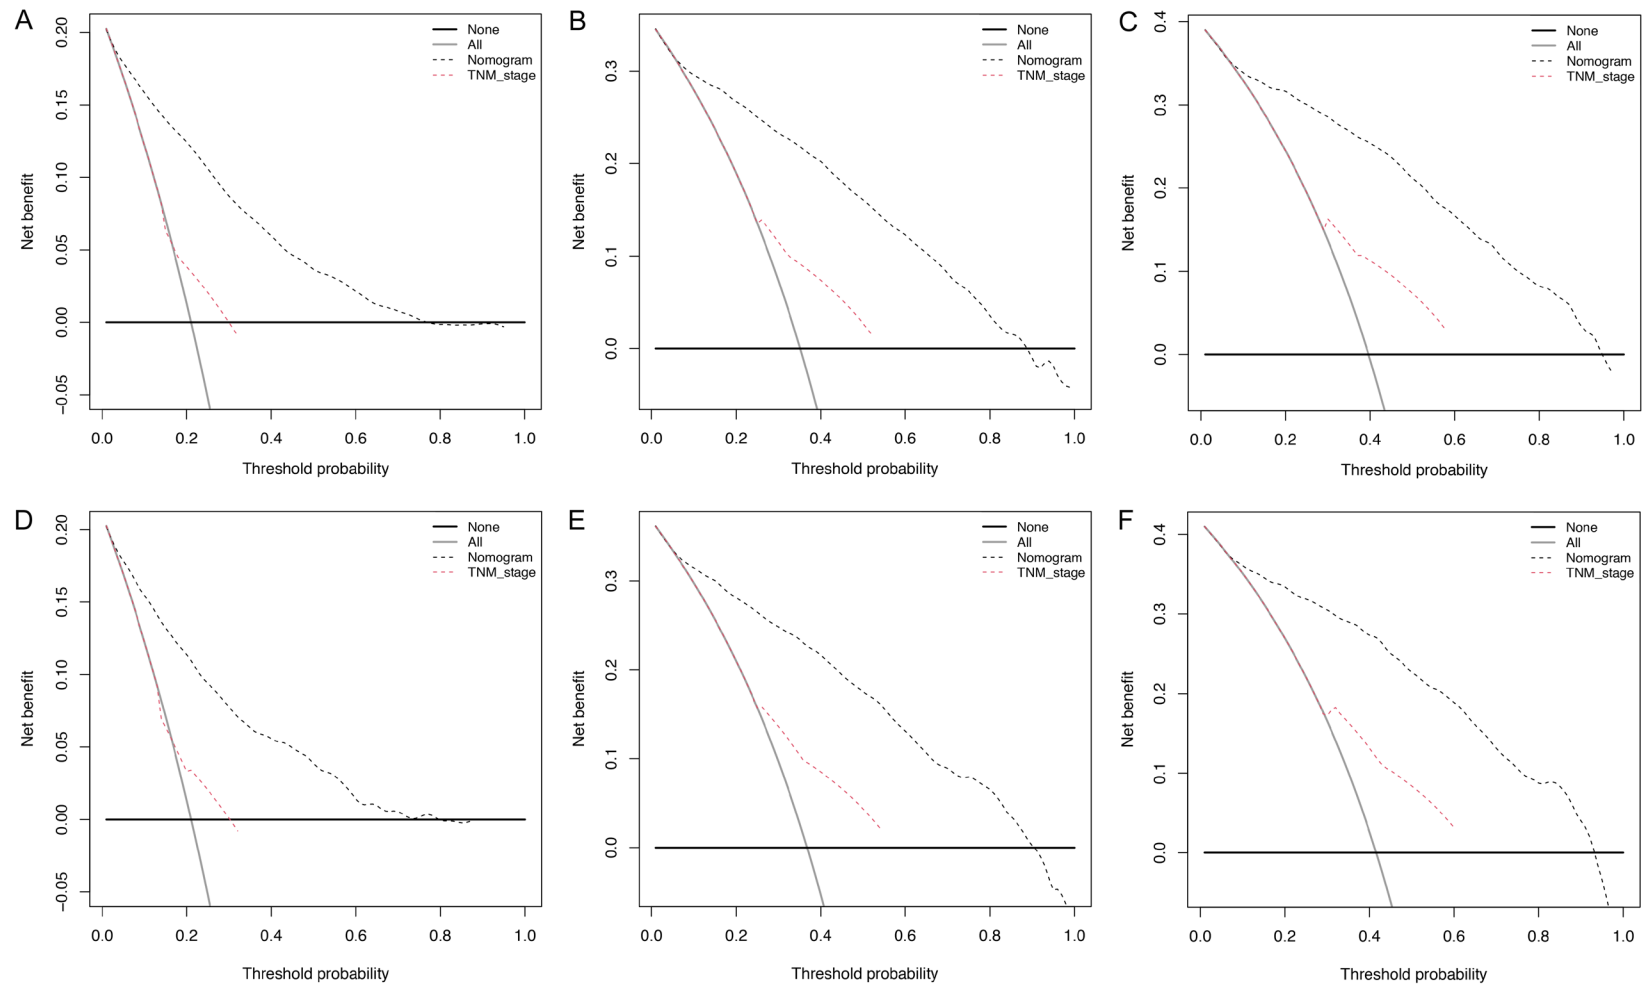 A
None
All
Nomogram
TNM_stage
Net benefit
0.20
0.15
0.10
0.05
0.00
−0.05
0.0 0.2 0.4 0.6 0.8 1.0
Threshold probability
B
None
All
Nomogram
TNM_stage
Net benefit
0.3
0.2
0.1
0.0
0.0 0.2 0.4 0.6 0.8 1.0
Threshold probability
C
None
All
Nomogram
TNM_stage
Net benefit
0.4
0.3
0.2
0.1
0.0
0.0 0.2 0.4 0.6 0.8 1.0
Threshold probability
D
None
All
Nomogram
TNM_stage
Net benefit
0.20
0.15
0.10
0.05
0.00
−0.05
0.0 0.2 0.4 0.6 0.8 1.0
Threshold probability
E
None
All
Nomogram
TNM_stage
Net benefit
0.3
0.2
0.1
0.0
0.0 0.2 0.4 0.6 0.8 1.0
Threshold probability
F
None
All
Nomogram
TNM_stage
Net benefit
0.4
0.3
0.2
0.1
0.0
0.0 0.2 0.4 0.6 0.8 1.0
Threshold probability